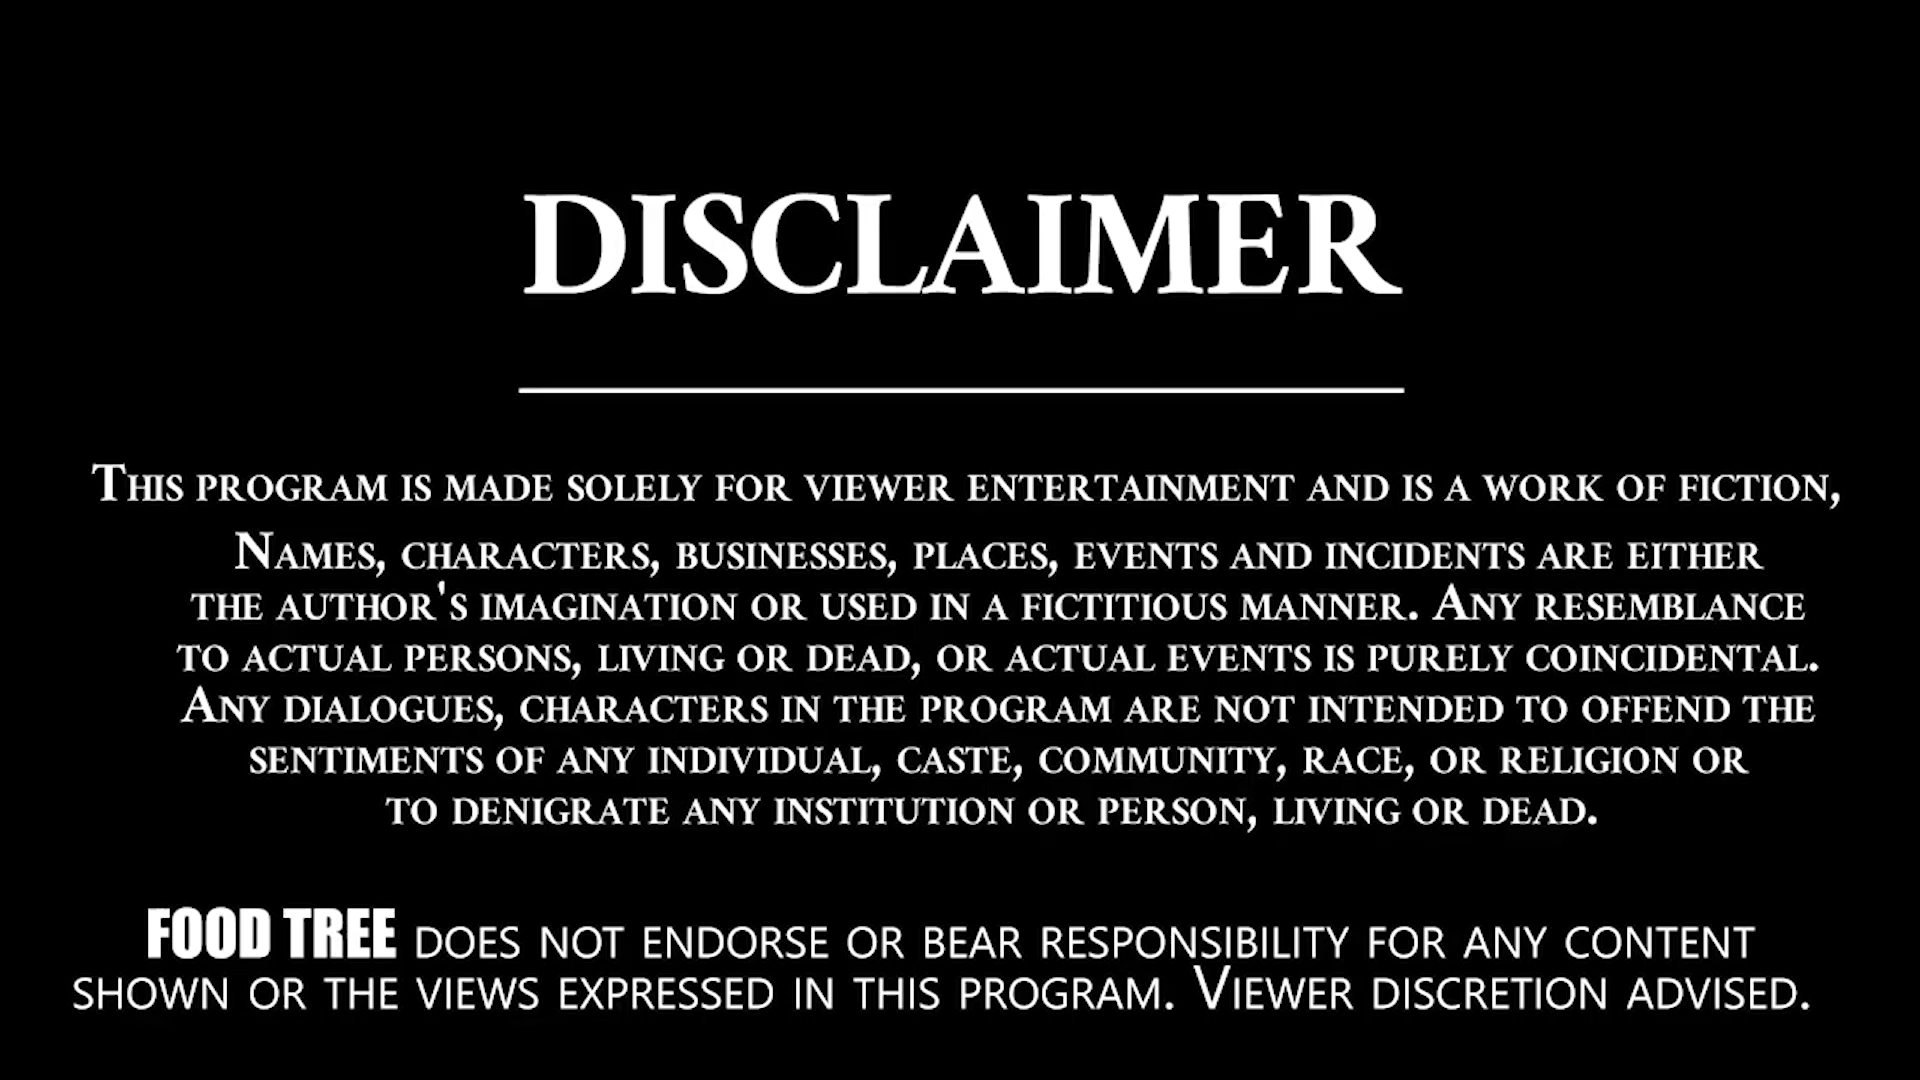 DISCLAIMER
This program is made solely for viewer entertainment and is a work of fiction,
Names, characters, businesses, places, events and incidents are either
the author's imagination or used in a fictitious manner. Any resemblance
to actual persons, living or dead, or actual events is purely coincidental.
Any dialogues, characters in the program are not intended to offend the
sentiments of any individual, caste, community, race, or religion or
to denigrate any institution or person, living or dead.
FOOD TREE does not endorse or bear responsibility for any content
shown or the views expressed in this program. Viewer discretion advised.